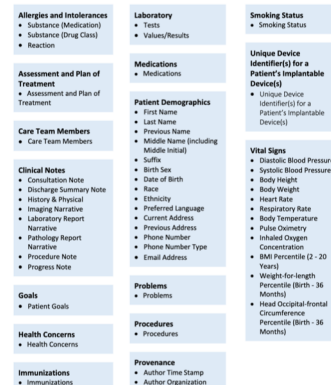 Allergies and Intolerances
• Substance (Medication)
• Substance (Drug Class)
• Reaction
Assessment and Plan of
Treatment
• Assessment and Plan of
Treatment
Care Team Members
• Care Team Members
Clinical Notes
• Consultation Note
• Discharge Summary Note
• History & Physical
• Imaging Narrative
• Laboratory Report
Narrative
• Pathology Report
Narrative
• Procedure Note
• Progress Note
Goals
• Patient Goals
Health Concerns
• Health Concerns
Immunizations
• Immunizations
Laboratory
• Tests
• Values/Results
Medications
• Medications
Patient Demographics
• First Name
• Last Name
• Previous Name
• Middle Name (including
Middle Initial)
• Suffix
• Birth Sex
• Date of Birth
• Race
• Ethnicity
• Preferred Language
• Current Address
• Previous Address
• Phone Number
• Phone Number Type
• Email Address
Problems
• Problems
Procedures
• Procedures
Provenance
• Author Time Stamp
• Author Organization
Smoking Status
• Smoking Status
Unique Device
Identifier(s) for a
Patient's Implantable
Device(s)
• Unique Device
Identifier(s) for a
Patient's Implantable
Device(s)
Vital Signs
• Diastolic Blood Pressure
• Systolic Blood Pressure
• Body Height
• Body Weight
• Heart Rate
• Respiratory Rate
• Body Temperature
• Pulse Oximetry
• Inhaled Oxygen
Concentration
• BMI Percentile (2 - 20
Years)
• Weight-for-length
Percentile (Birth - 36
Months)
• Head Occipital-frontal
Circumference
Percentile (Birth - 36
Months)